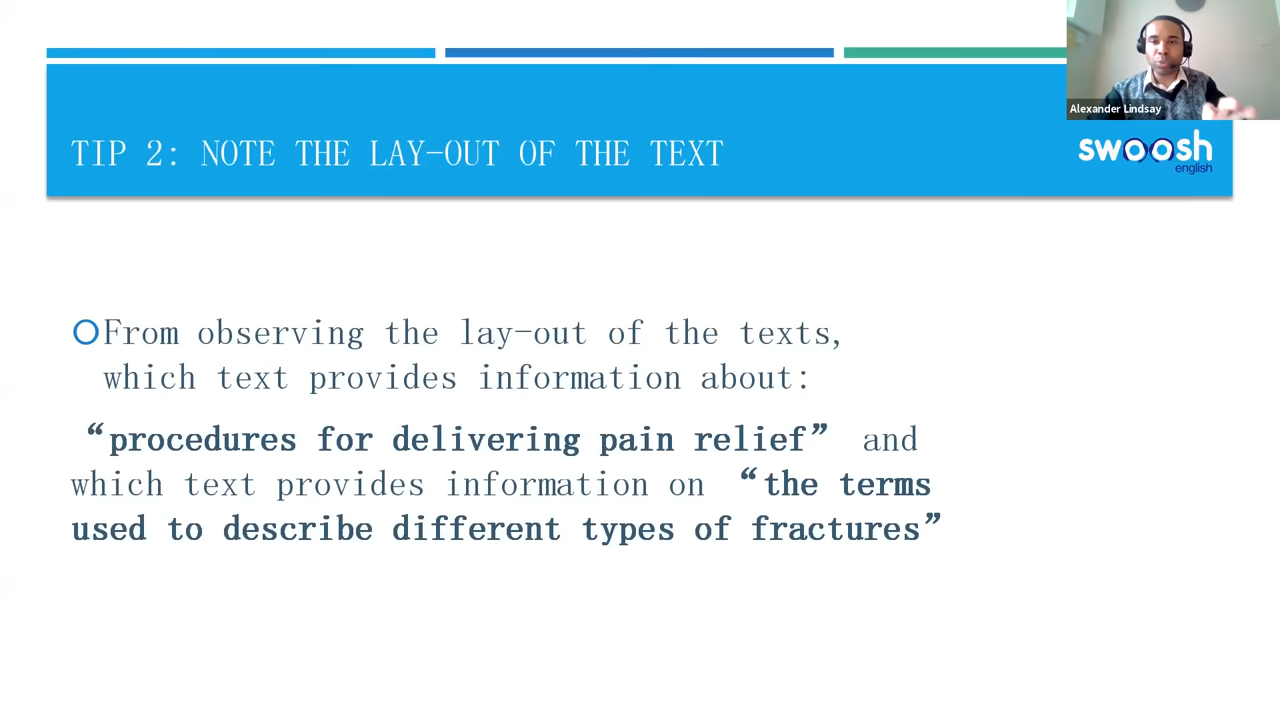 Alexander Lindsay
TIP 2: NOTE THE LAY-OUT OF THE TEXT
swoosh
english
From observing the lay-out of the texts,
which text provides information about:
“procedures for delivering pain relief” and
which text provides information on “the terms
used to describe different types of fractures”